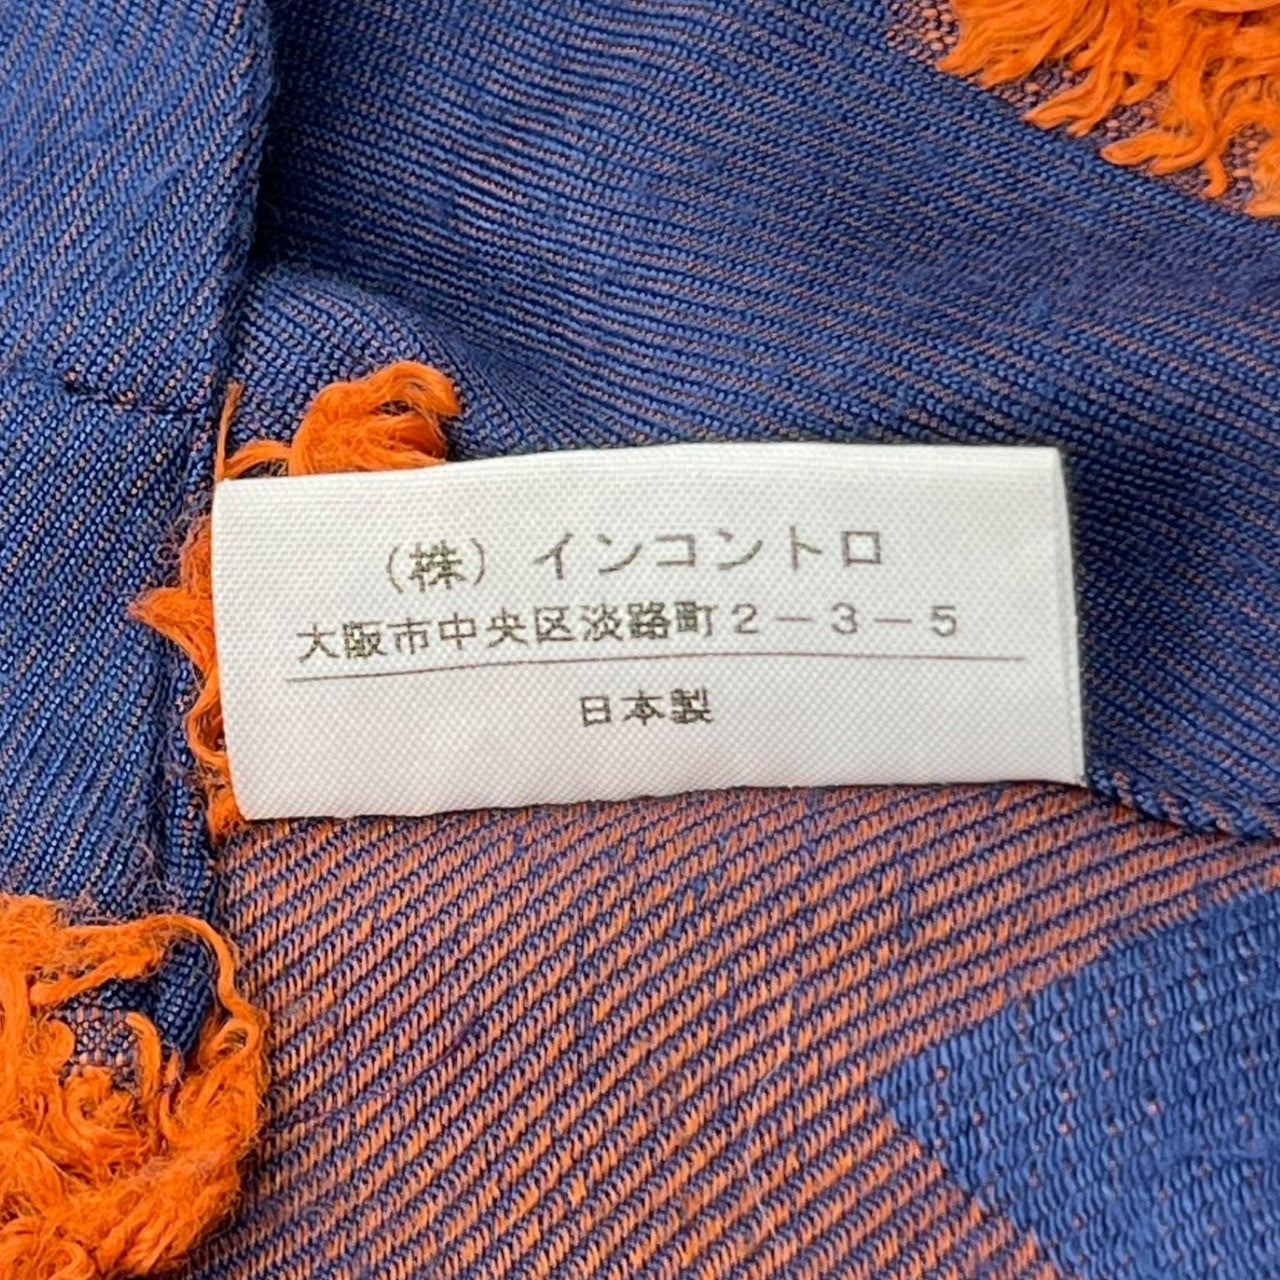 （株）インコントロ
大阪市中央区淡路町２－３－５
日本製